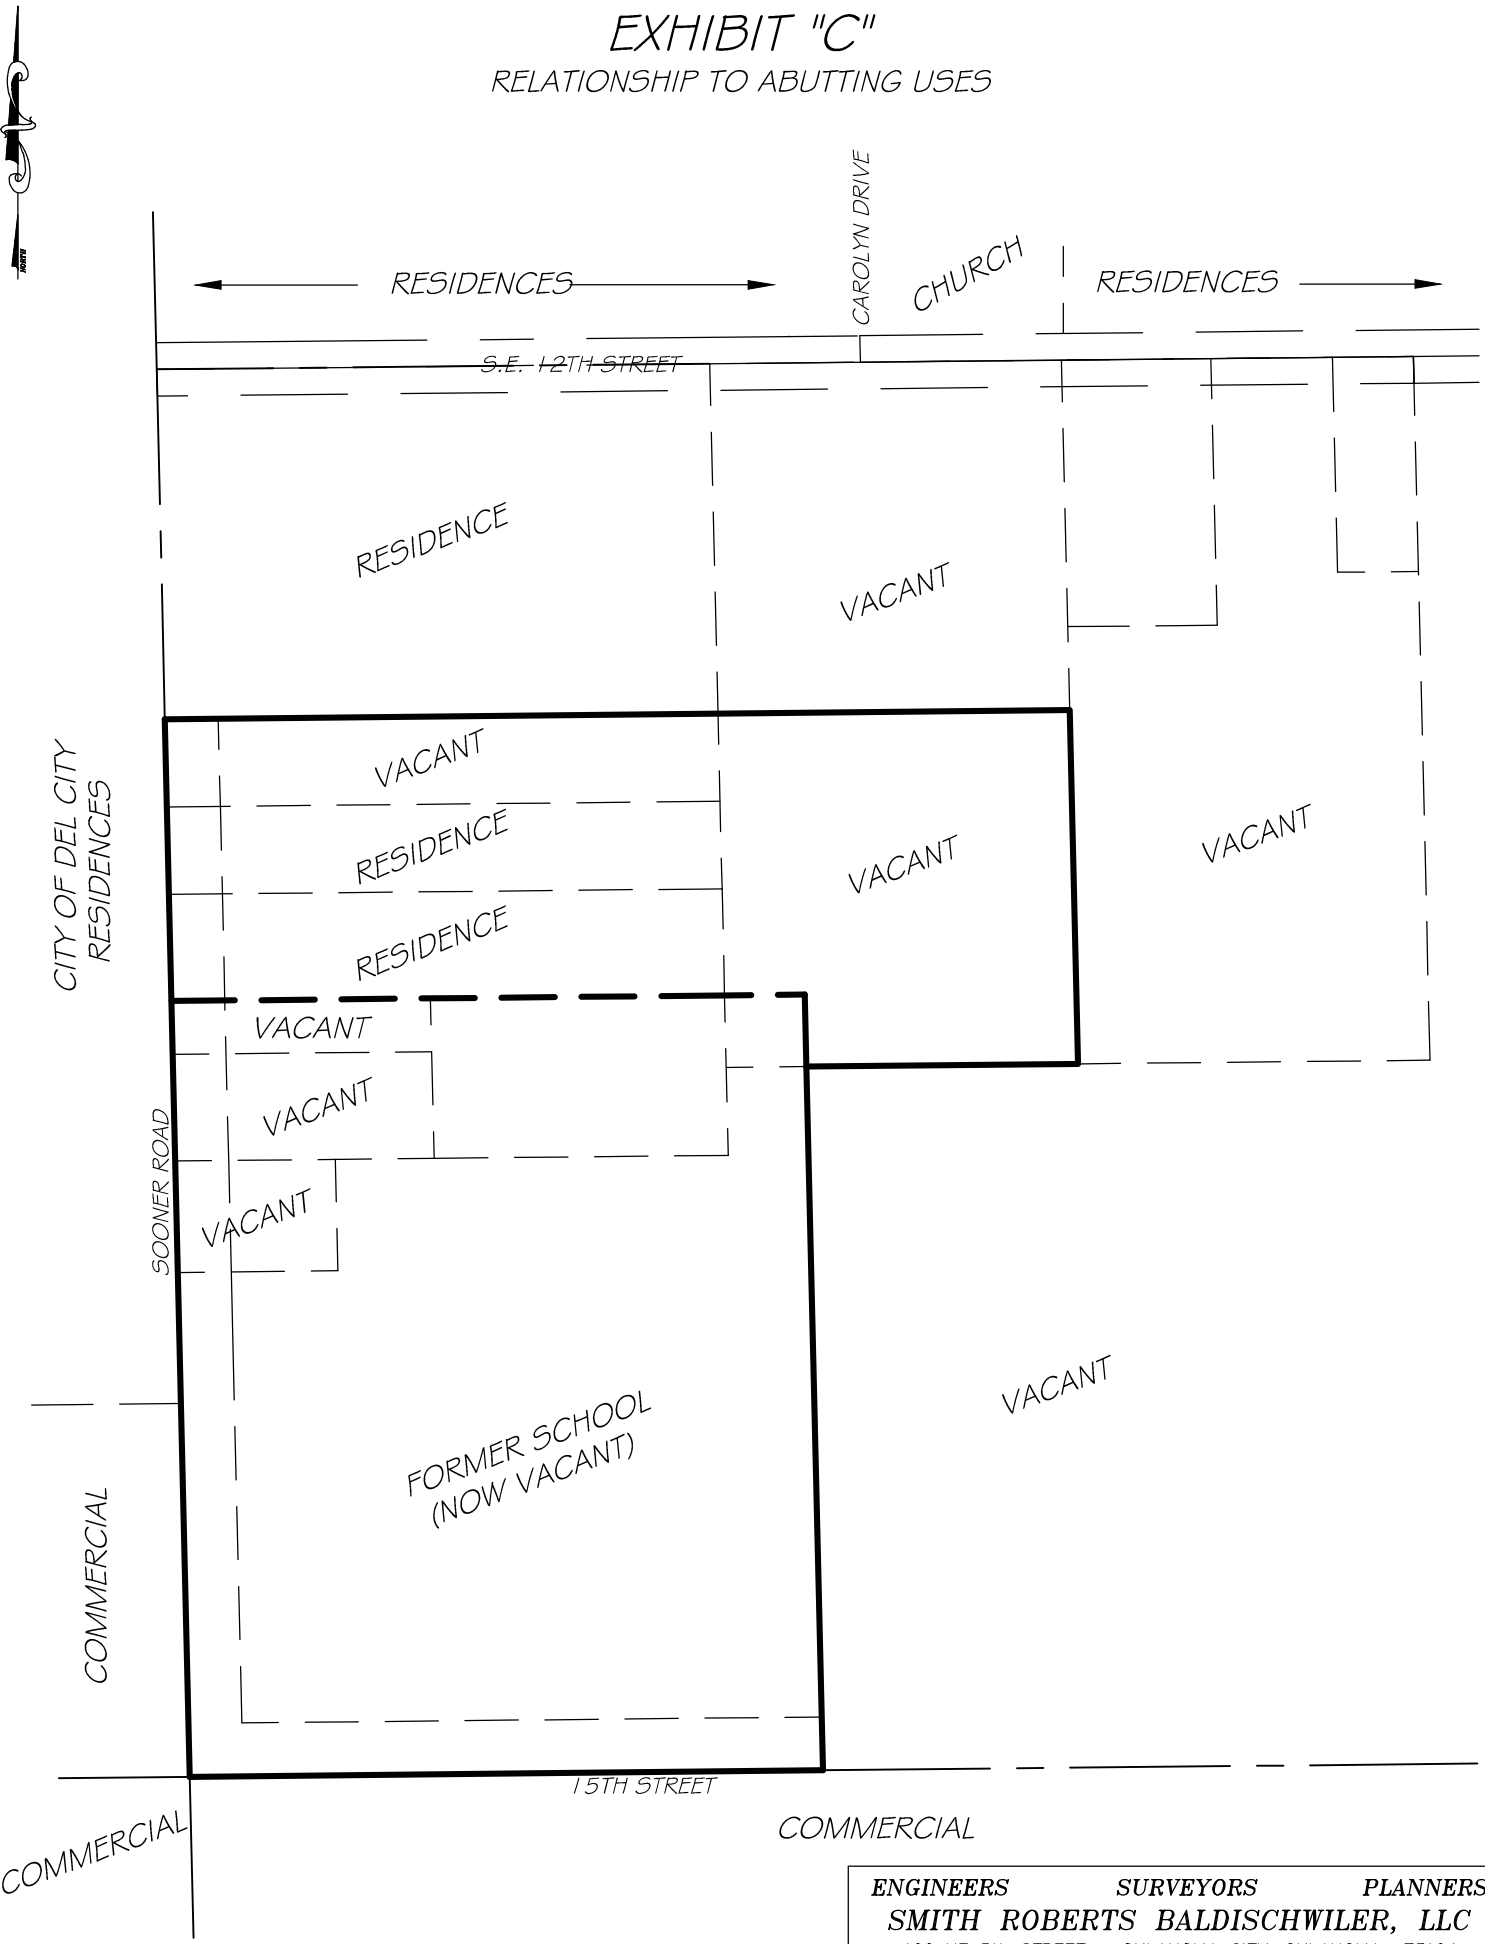 EXHIBIT "C"
RELATIONSHIP TO ABUTTING USES
NORTH
CAROLYN DRIVE
CHURCH
RESIDENCES
RESIDENCES
S.E. 12TH STREET
RESIDENCE
VACANT
CITY OF DEL CITY
RESIDENCES
VACANT
RESIDENCE
RESIDENCE
VACANT
VACANT
VACANT
VACANT
VACANT
SOONER ROAD
FORMER SCHOOL
(NOW VACANT)
VACANT
COMMERCIAL
15TH STREET
COMMERCIAL
COMMERCIAL
ENGINEERS SURVEYORS PLANNERS
SMITH ROBERTS BALDISCHWILER, LLC